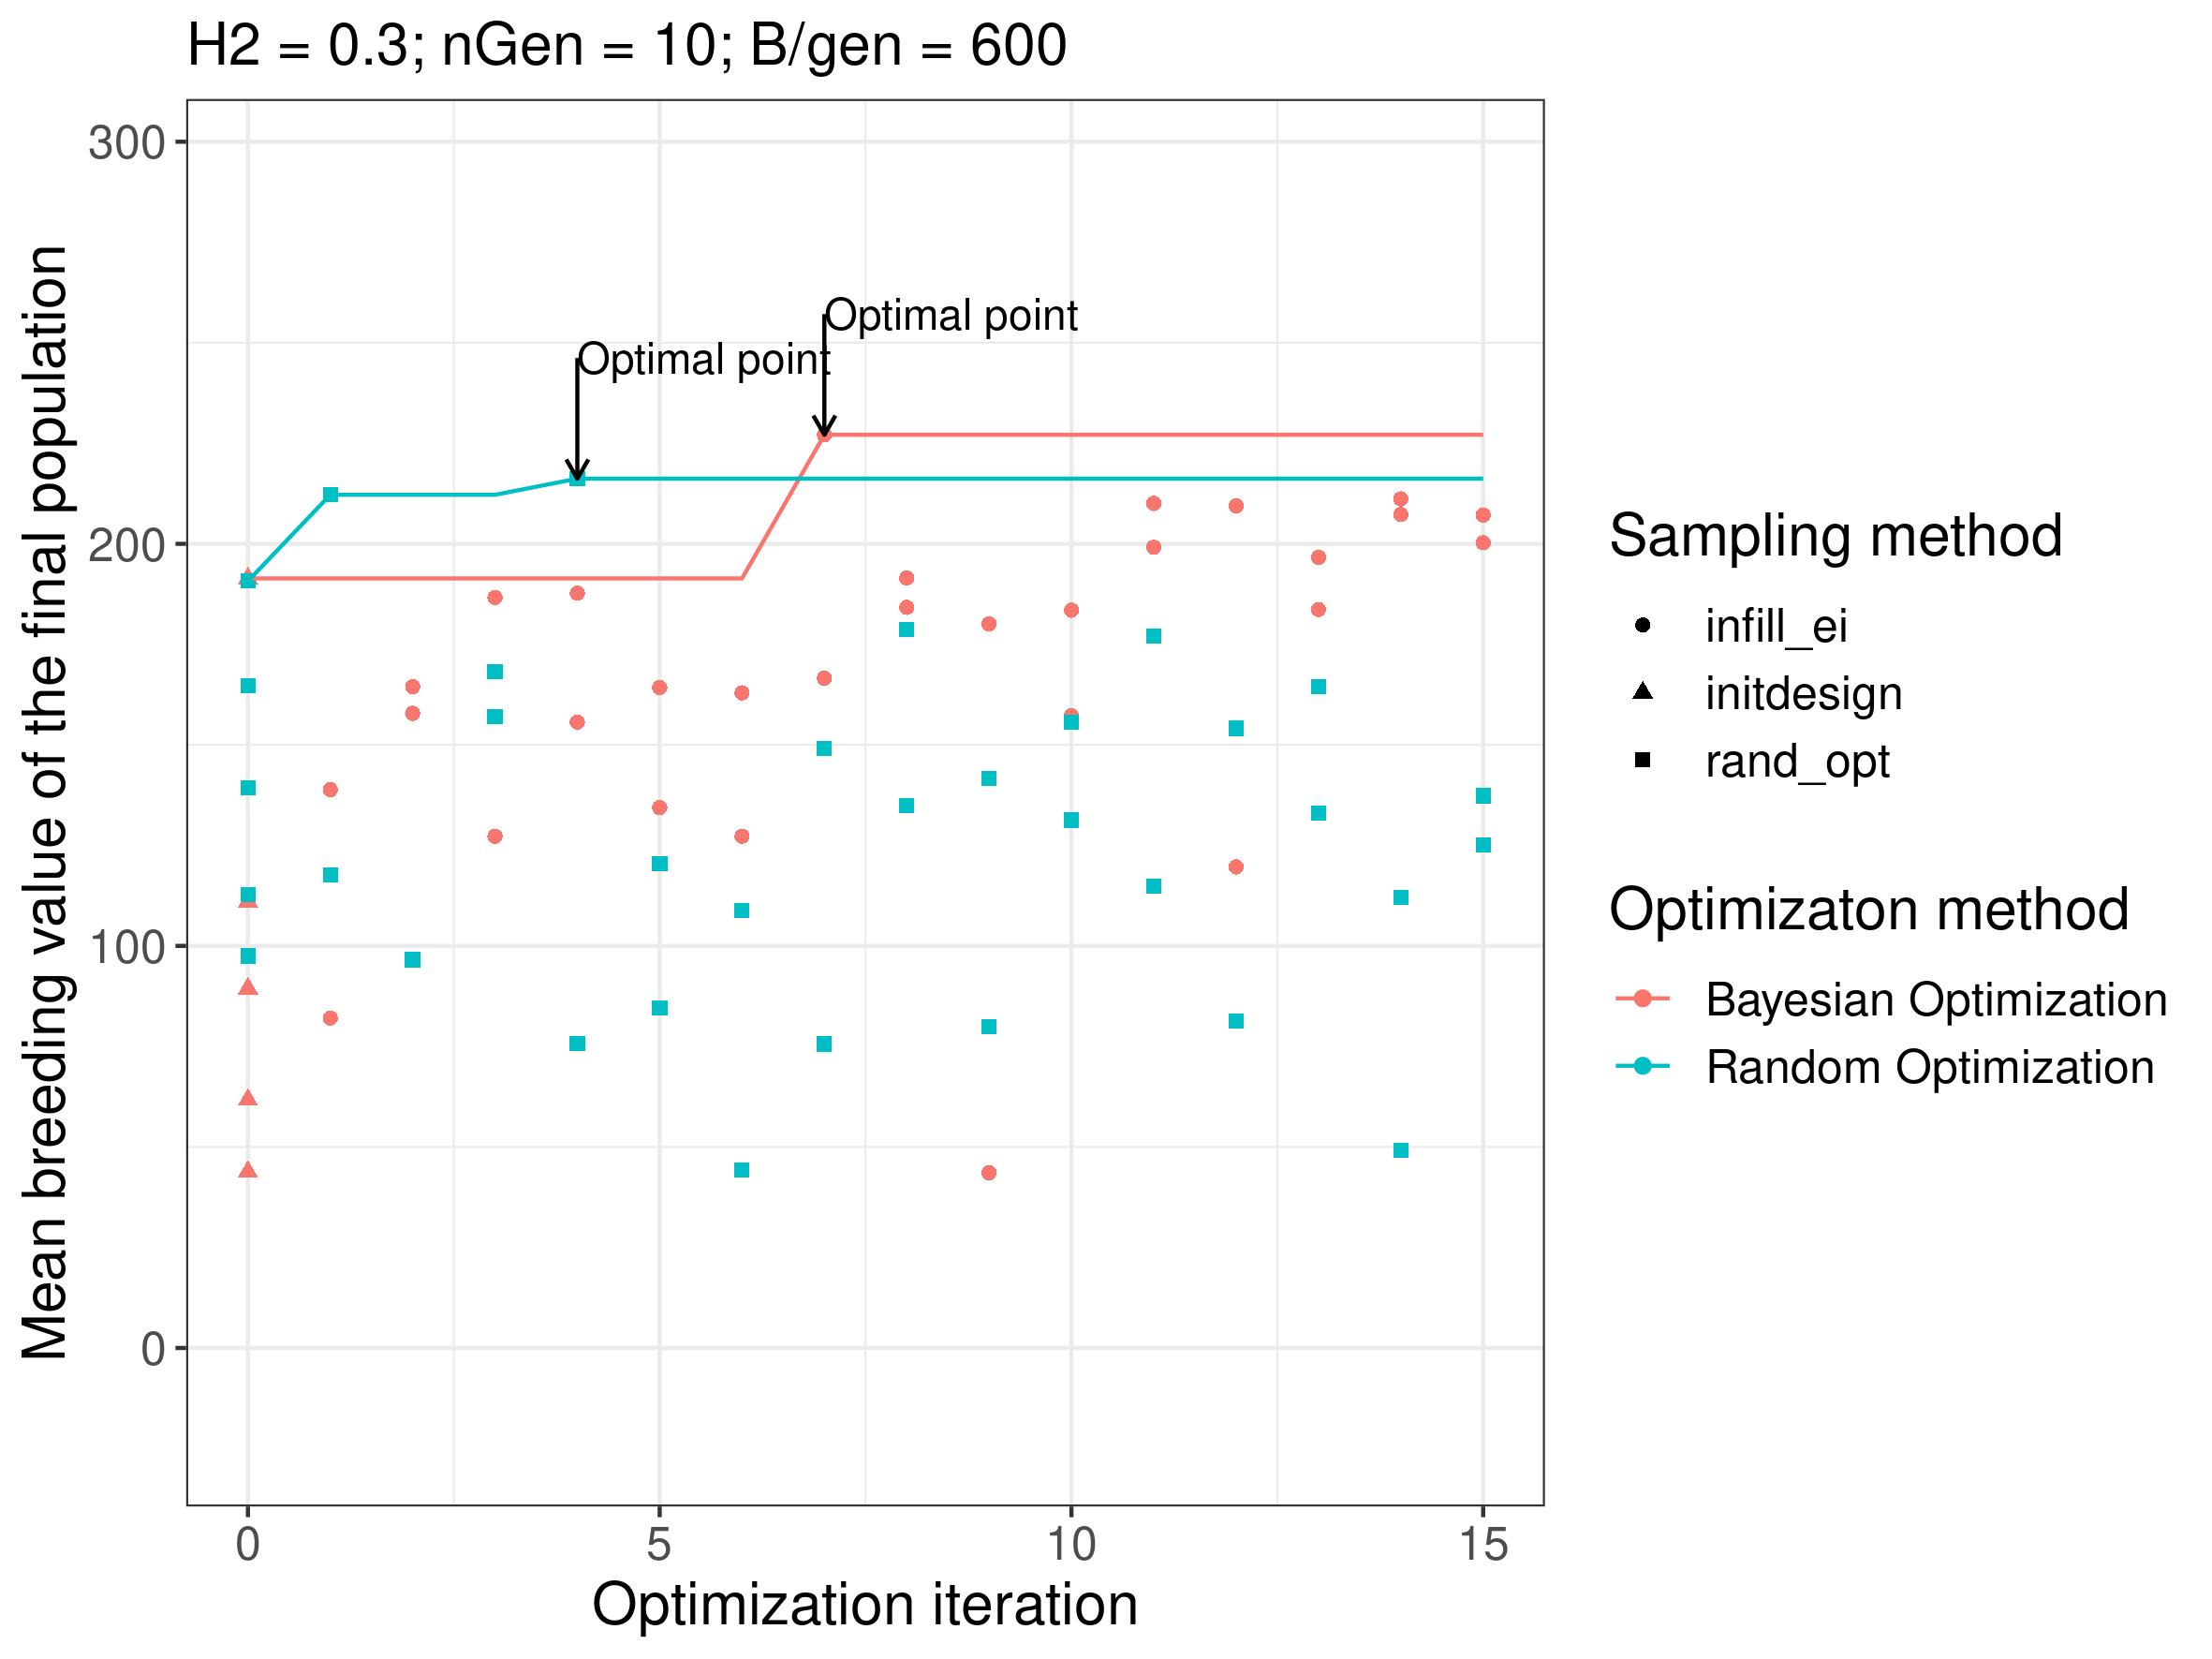 H2 = 0.3; nGen = 10; B/gen = 600
Mean breeding value of the final population
300
200
100
0
Optimal point
Optimal point
0
5
10
15
Optimization iteration
Sampling method
infill_ei
initdesign
rand_opt
Optimizaton method
Bayesian Optimization
Random Optimization